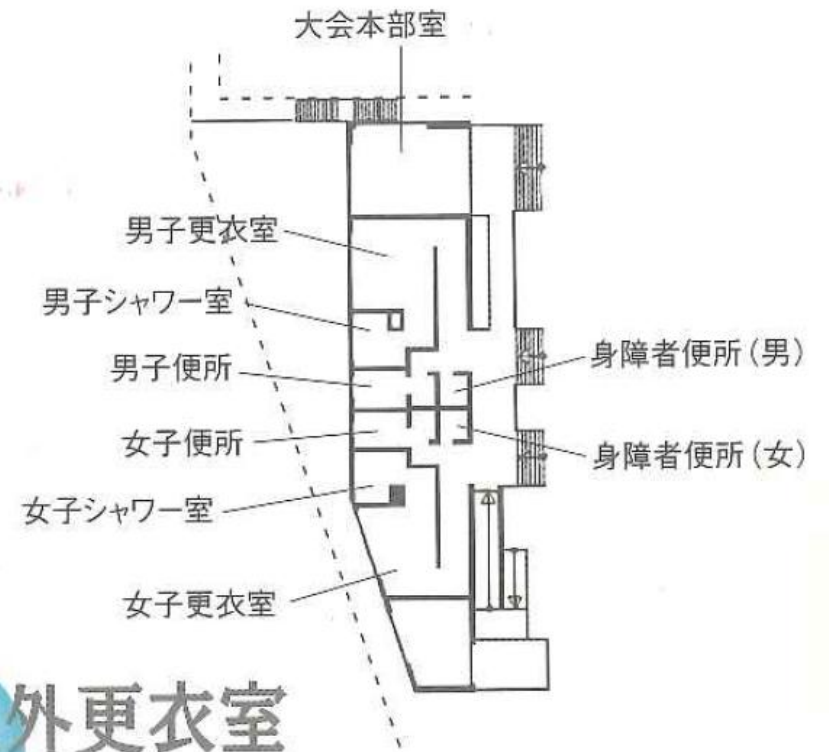 大会本部室
男子更衣室
男子シャワー室
男子便所
身障者便所(男)
女子便所
身障者便所(女)
女子シャワー室
女子更衣室
外更衣室